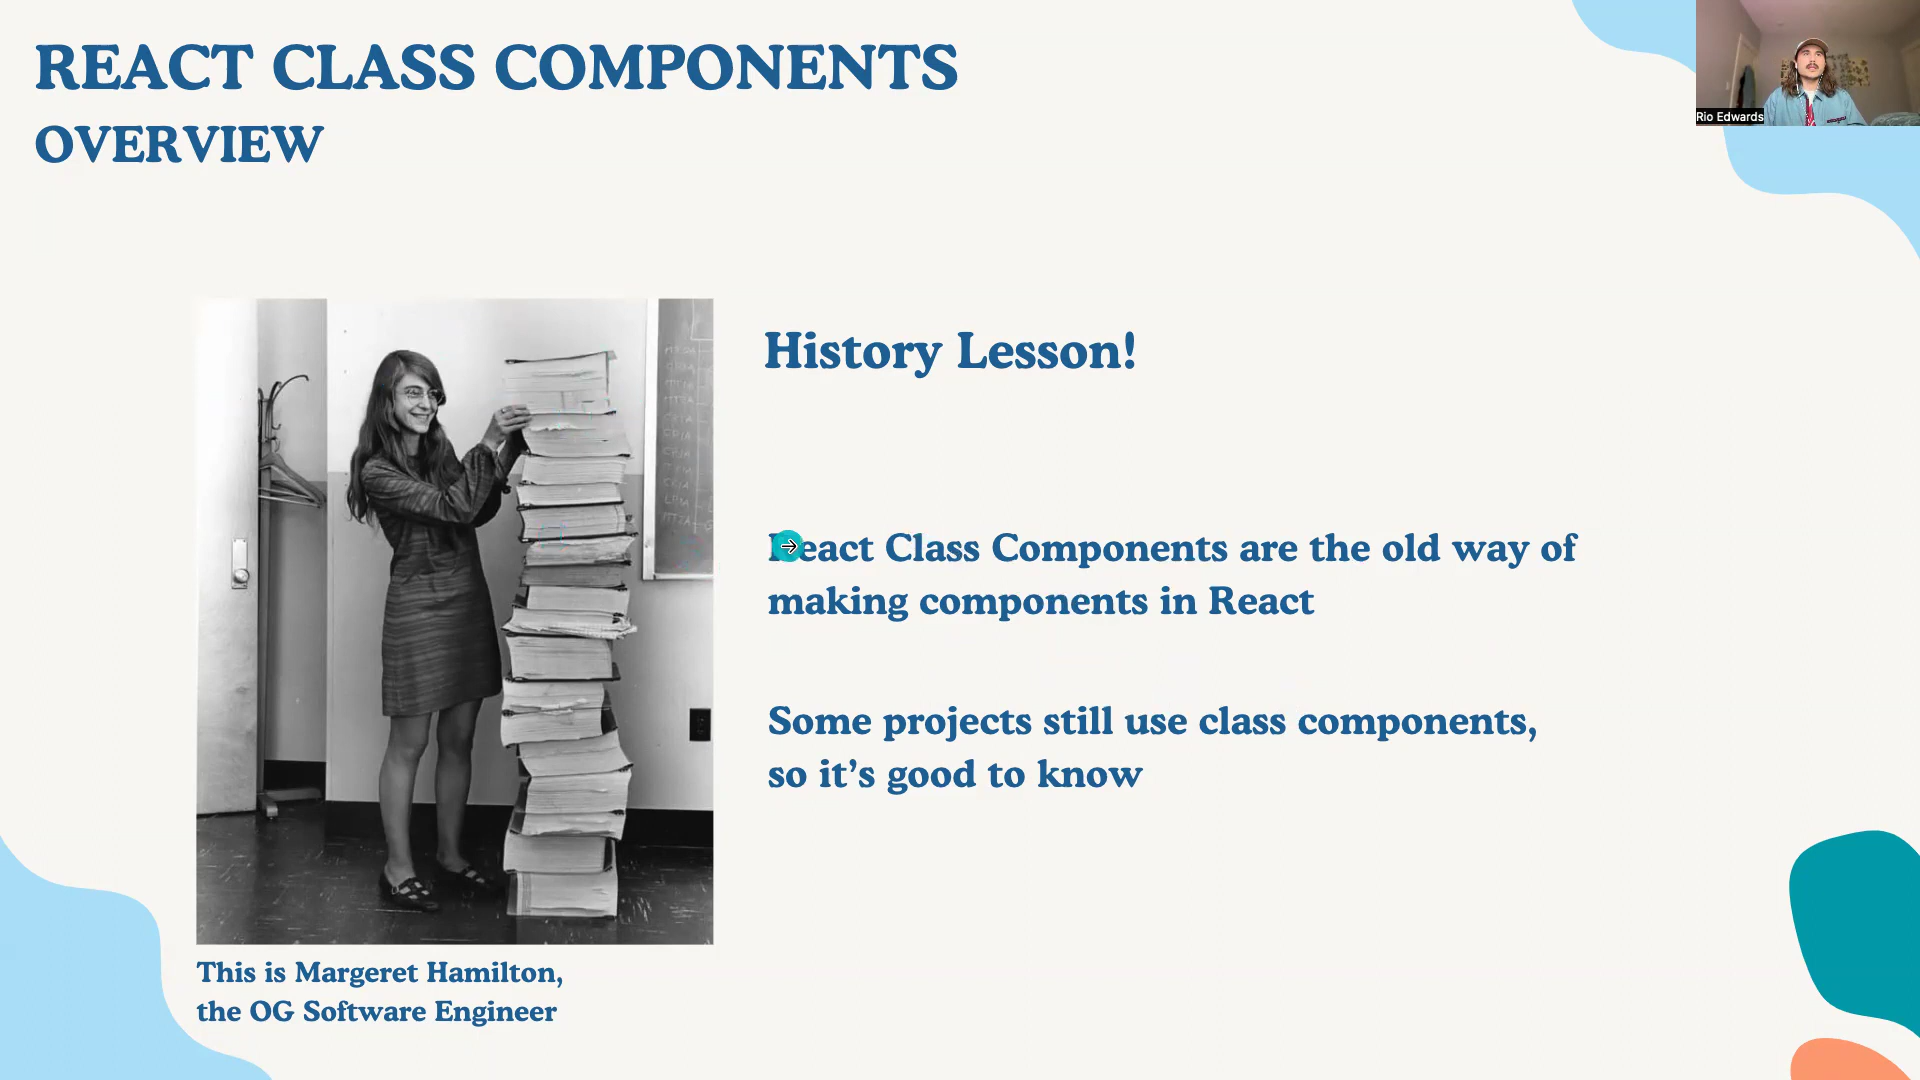 REACT CLASS COMPONENTS
OVERVIEW
Rio Edwards
History Lesson!
React Class Components are the old way of
making components in React
Some projects still use class components,
so it's good to know
This is Margeret Hamilton,
the OG Software Engineer